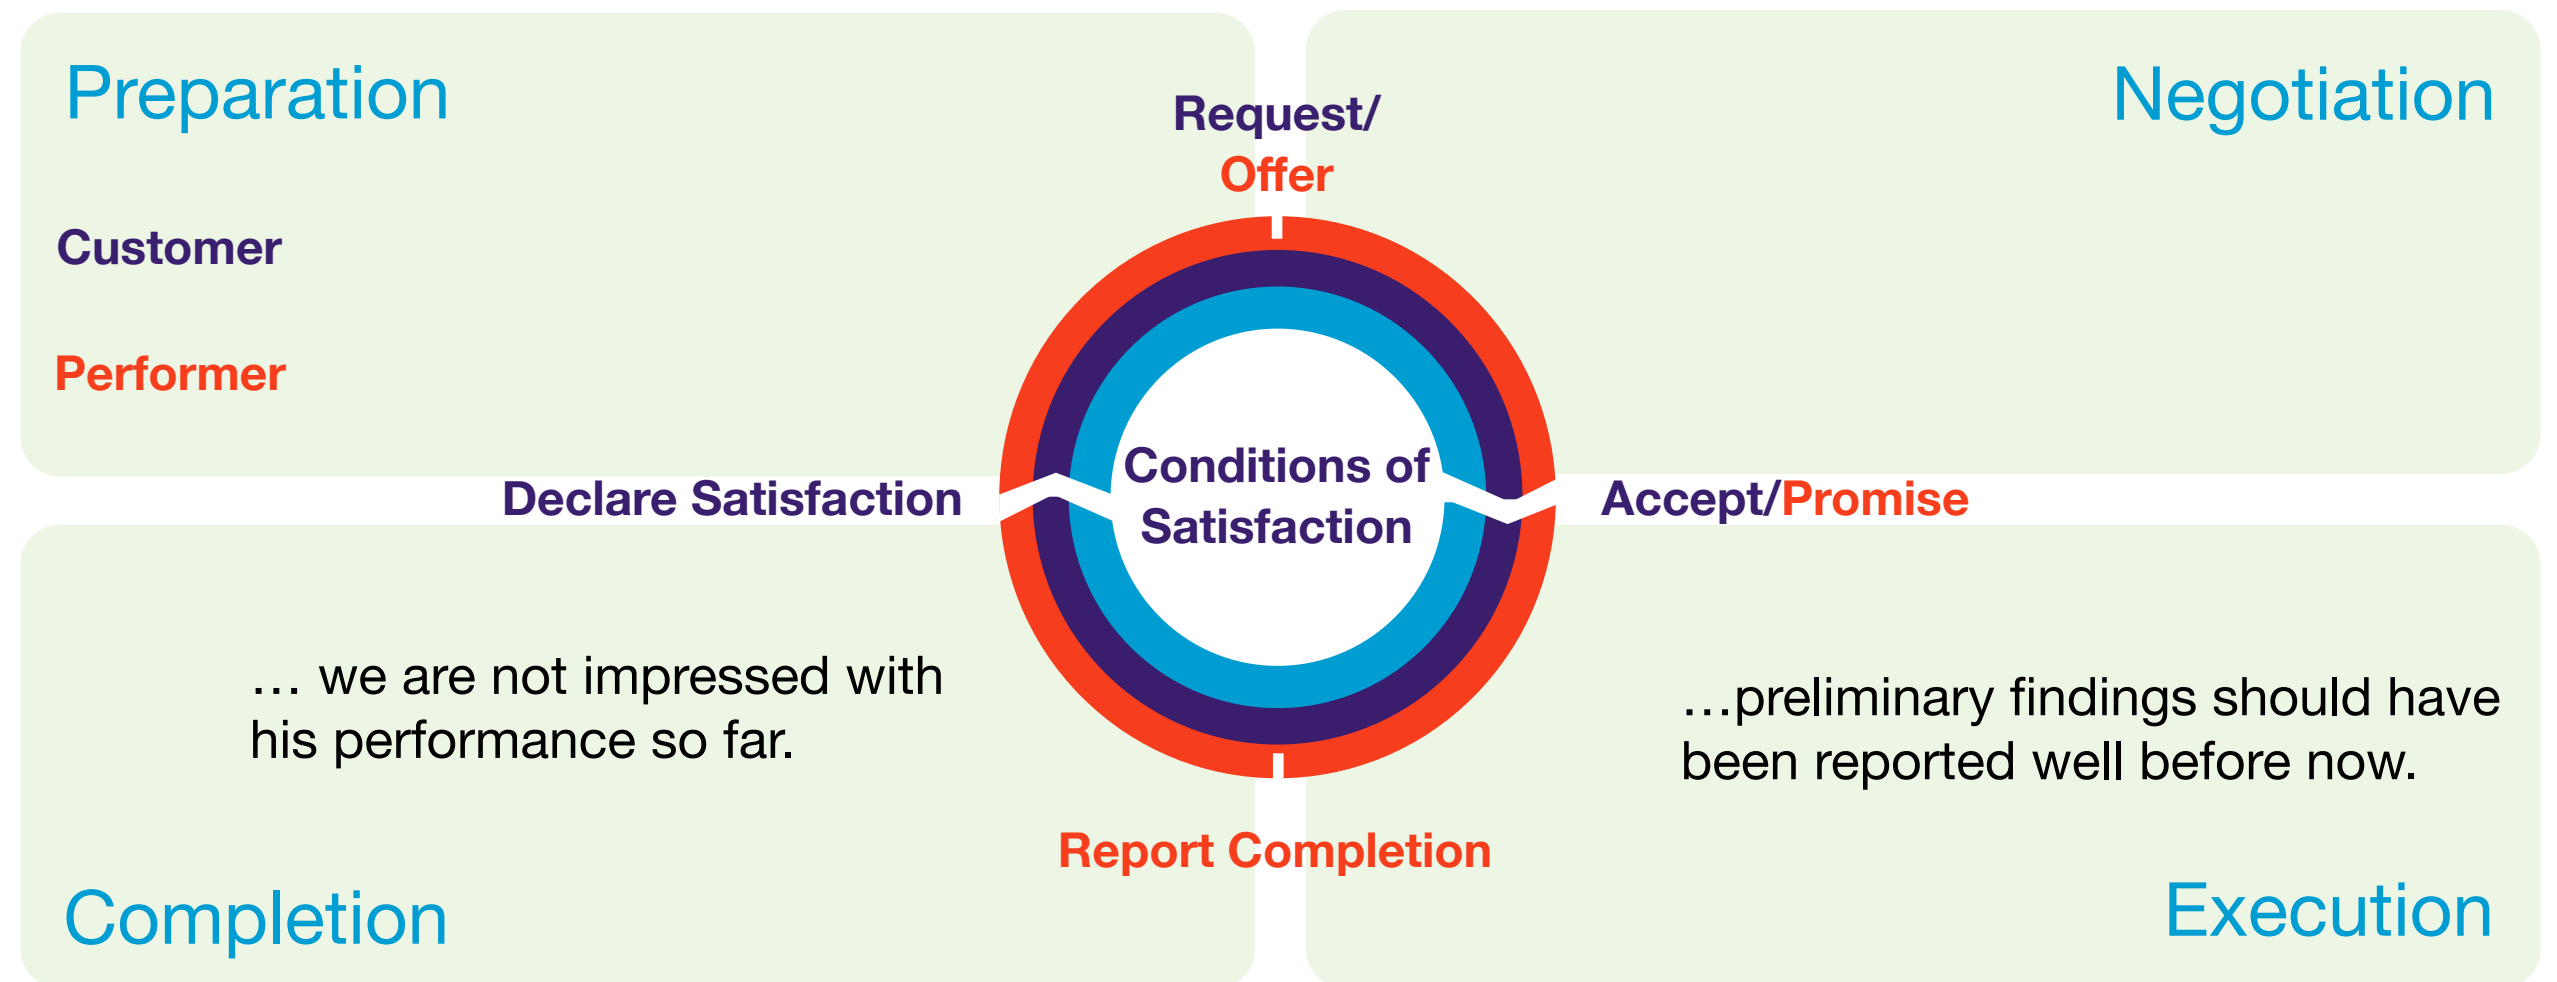 Preparation
Negotiation
Request/
Offer
Customer
Performer
Conditions of
Satisfaction
Declare Satisfaction
Accept/Promise
… we are not impressed with
his performance so far.
…preliminary findings should have
been reported well before now.
Report Completion
Completion
Execution